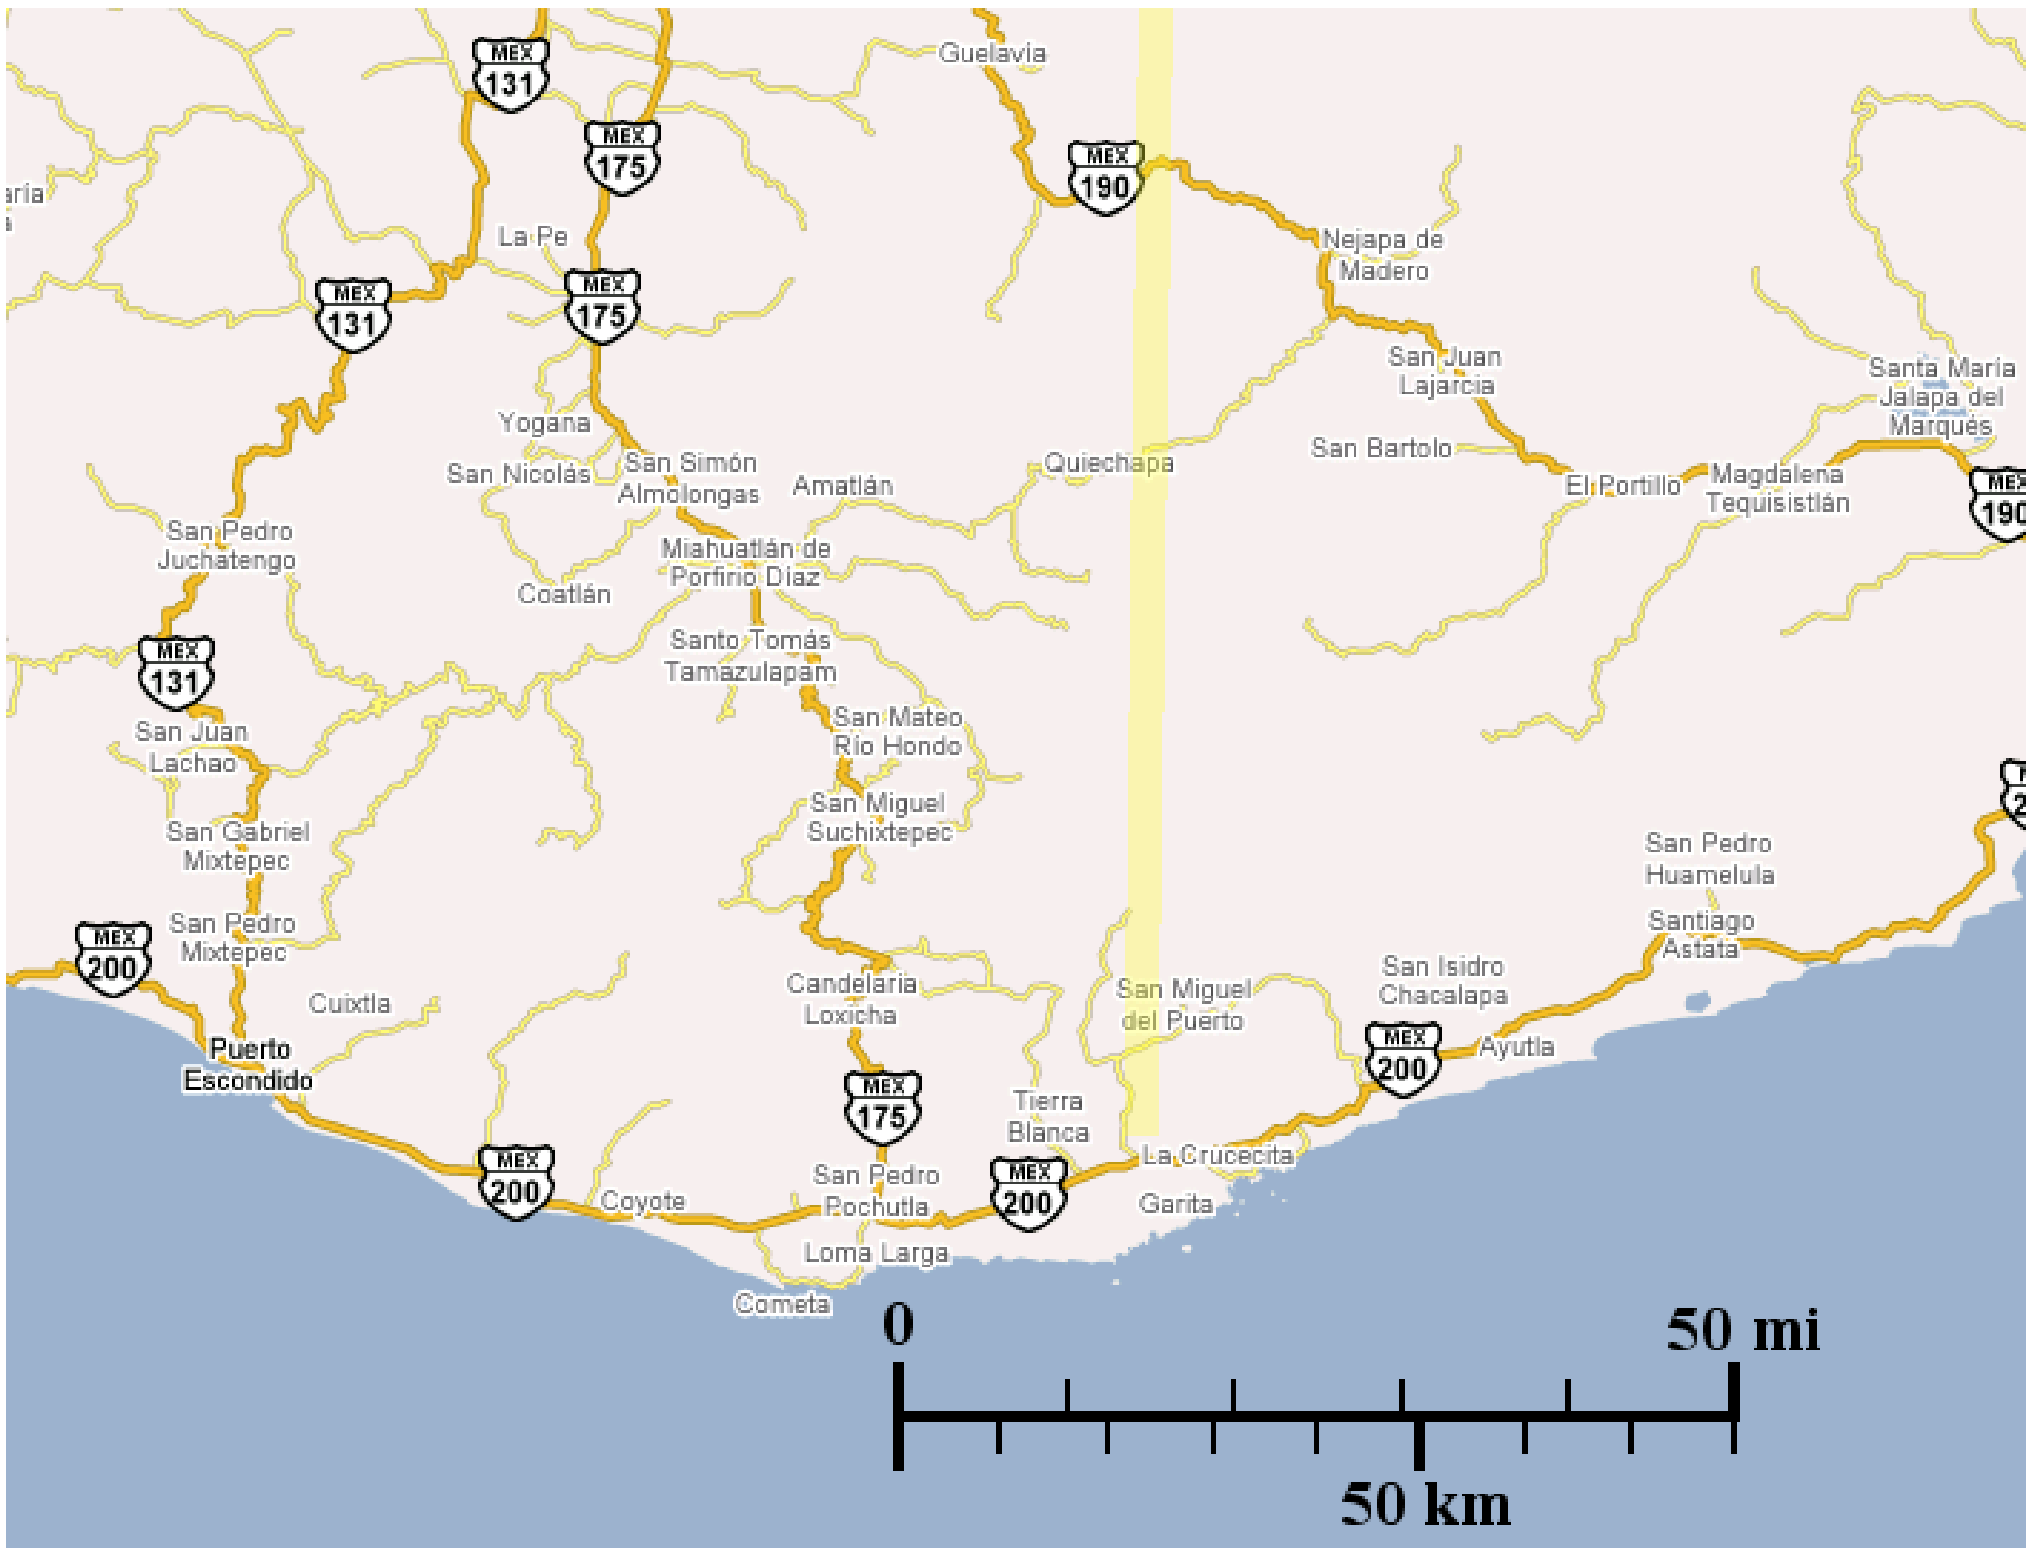 Guelavia
MEX
131
MEX
175
MEX
190
aria
La Pe
Nejapa de
Madero
MEX
131
MEX
175
San Juan
Lajarcia
Santa María
Jalapa del
Marqués
Yogana
San Nicolás
San Simón
Almolongas
Amatlán
Quiechapa
San Bartolo
El Portillo
Magdalena
Tequisistlán
MEX
190
San Pedro
Juchatengo
Miahuatlán de
Porfirio Díaz
Coatlán
Santo Tomás
Tamazulapam
MEX
131
San Juan
Lachao
San Mateo
Río Hondo
San Miguel
Suchixtepec
San Gabriel
Mixtepec
San Pedro
Huamelula
San Pedro
Mixtepec
Santiago
Astata
MEX
200
Cuixtla
Candelaria
Loxicha
San Miguel
del Puerto
San Isidro
Chacalapa
Puerto
Escondido
MEX
200
Ayutla
MEX
175
Tierra
Blanca
La Crucecita
MEX
200
San Pedro
Pochutla
MEX
200
Coyote
Garita
Loma Larga
Cometa
0
50 mi
50 km